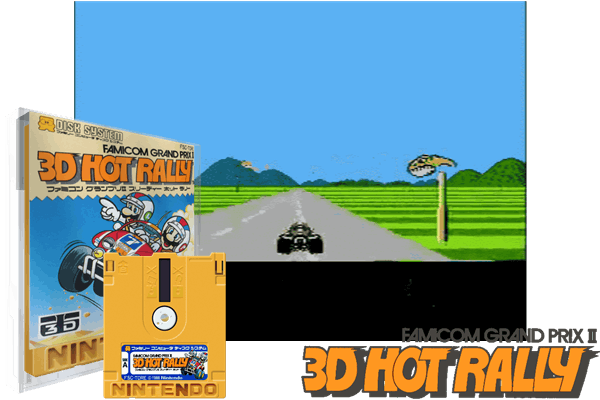 DISK SYSTEM
FAMICOM GRAND PRIX II
3D HOT RALLY
ファミコン グランプリII スリーディー ホット ラリー
NINTENDO
A
FAMICOM GRAND PRIX II
3D HOT RALLY
NINTENDO
FAMICOM GRAND PRIX II
3D HOT RALLY